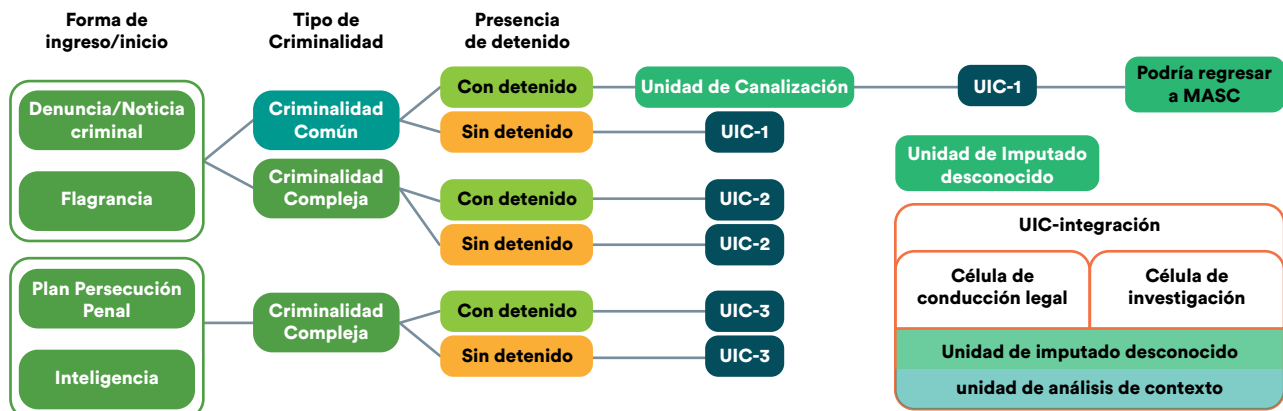 Forma de
ingreso/inicio
Tipo de
Criminalidad
Presencia
de detenido
Denuncia/Noticia
criminal
Flagrancia
Criminalidad
Común
Con detenido
Unidad de Canalización
UIC-1
Podría regresar
a MASC
Sin detenido
UIC-1
Criminalidad
Compleja
Con detenido
UIC-2
Sin detenido
UIC-2
Unidad de Imputado
desconocido
Plan Persecución
Penal
Inteligencia
Criminalidad
Compleja
Con detenido
UIC-3
Sin detenido
UIC-3
UIC-integración
Célula de
conducción legal
Célula de
investigación
Unidad de imputado desconocido
unidad de análisis de contexto